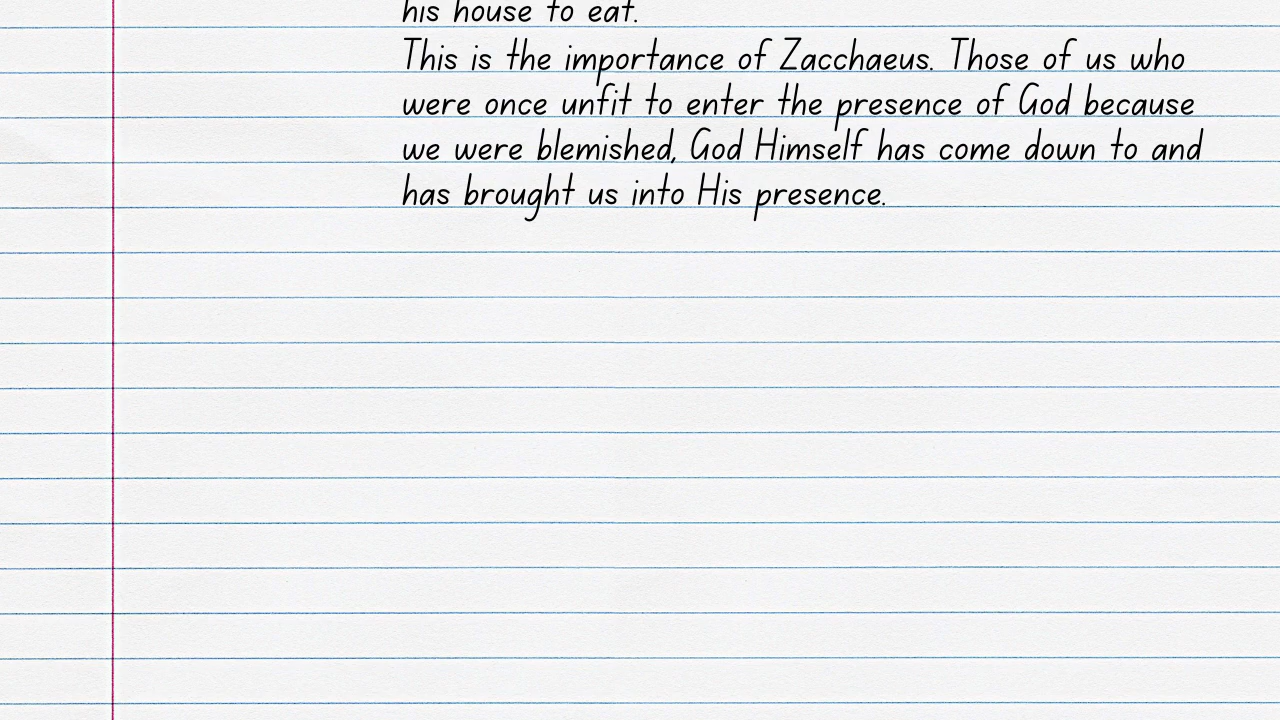 his house to eat.
This is the importance of Zacchaeus. Those of us who
were once unfit to enter the presence of God because
we were blemished, God Himself has come down to and
has brought us into His presence.